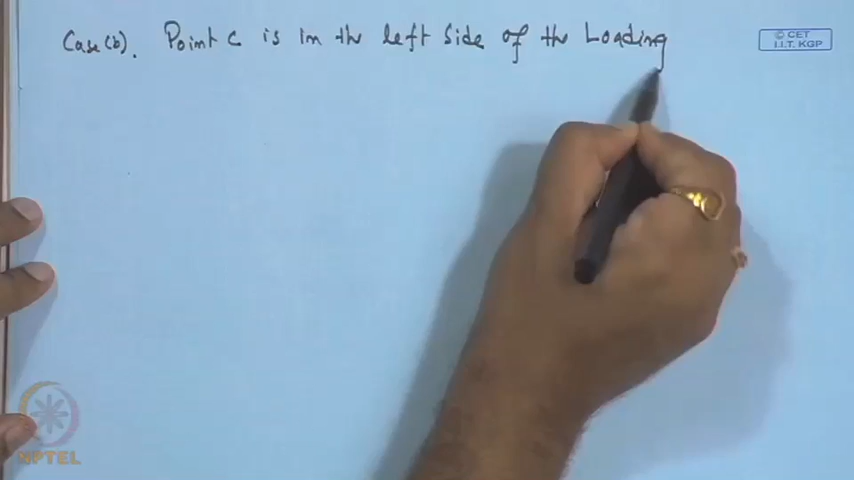 Case(b). Point C is in the left side of the Loading
© CET
I.I.T. KGP
NPTEL